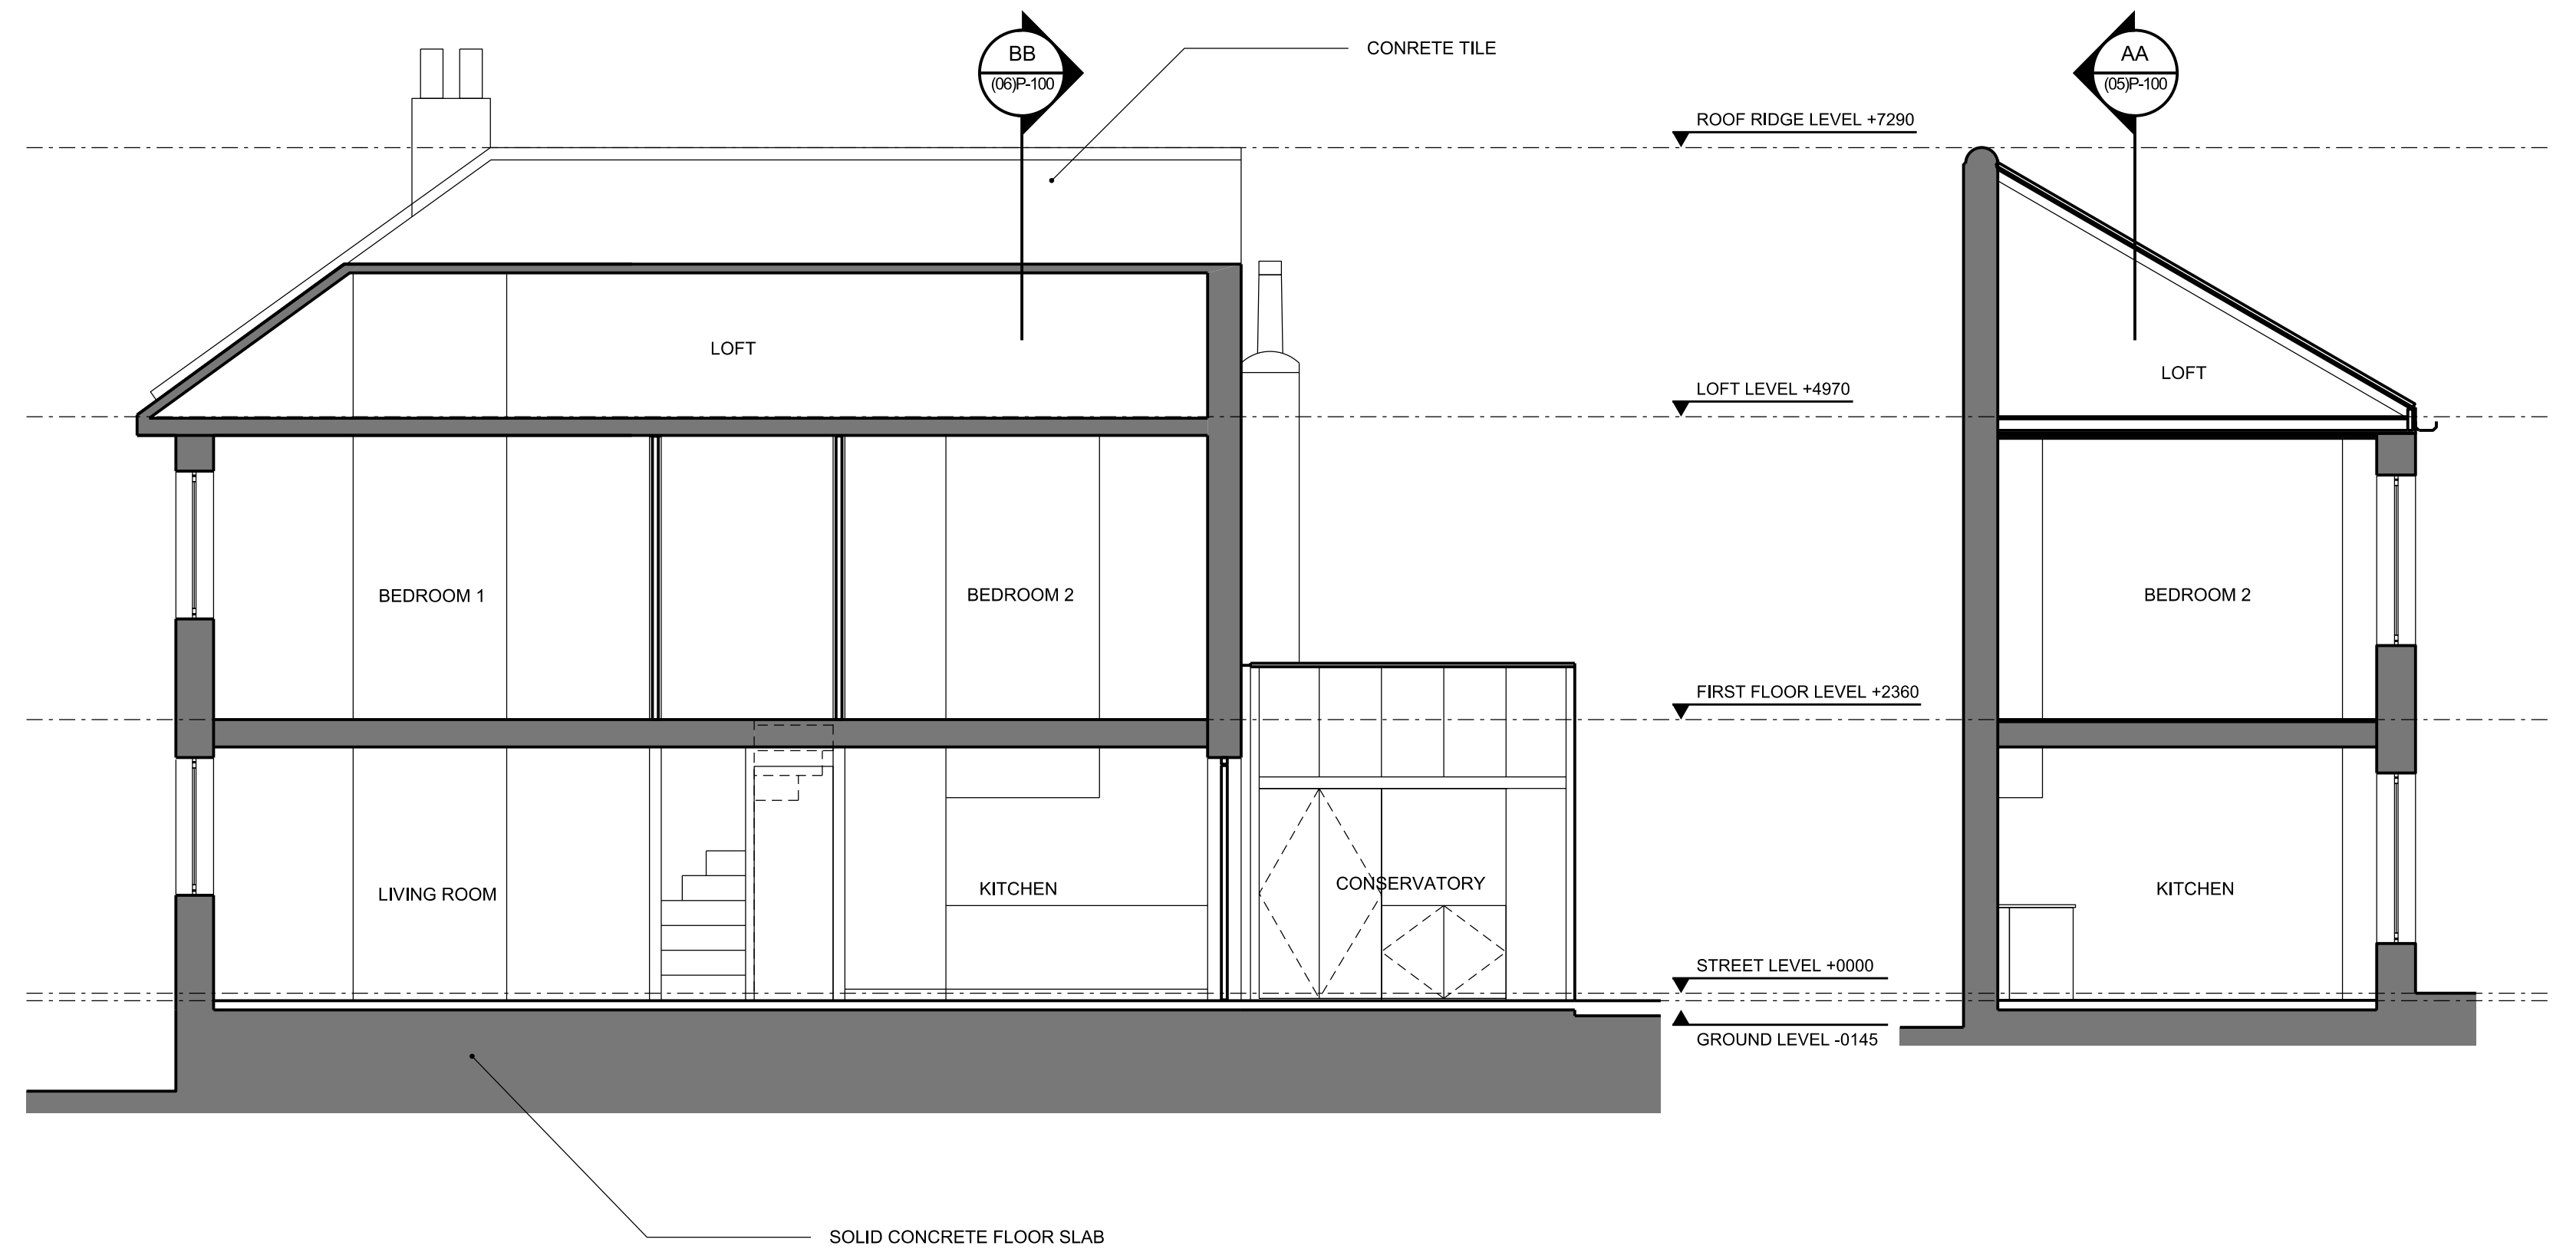 BB
(06)P-100
CONRETE TILE
AA
(05)P-100
ROOF RIDGE LEVEL +7290
LOFT
LOFT
LOFT LEVEL +4970
BEDROOM 1
BEDROOM 2
BEDROOM 2
FIRST FLOOR LEVEL +2360
LIVING ROOM
KITCHEN
CONSERVATORY
KITCHEN
STREET LEVEL +0000
GROUND LEVEL -0145
SOLID CONCRETE FLOOR SLAB